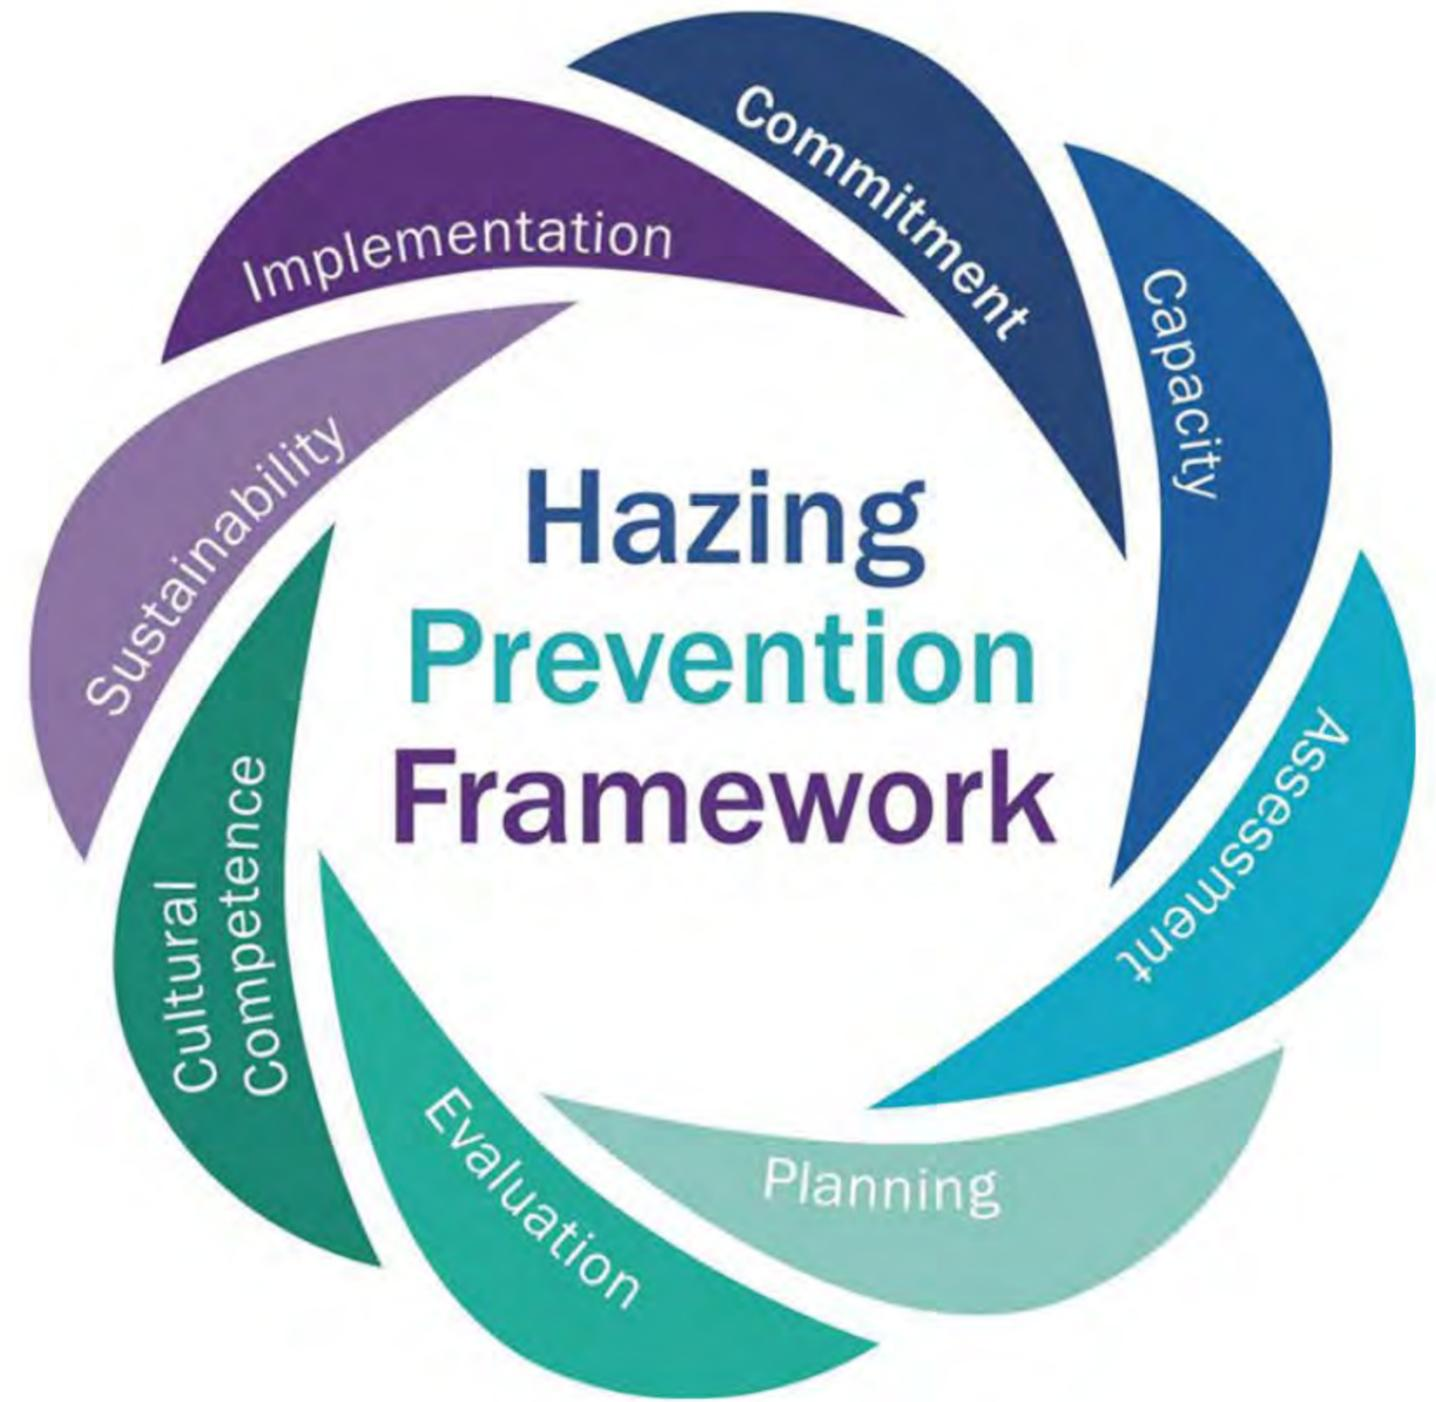 Commitment
Capacity
Assessment
Planning
Evaluation
Cultural
Competence
Sustainability
Implementation
Hazing
Prevention
Framework